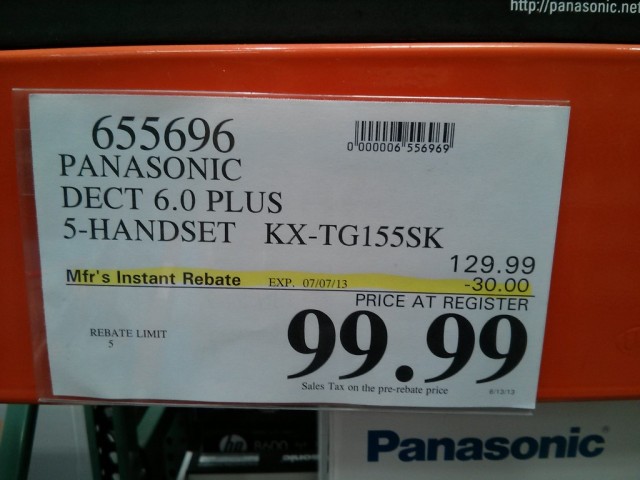 http://panasonic.net
655696
0 000006 556969
PANASONIC
DECT 6.0 PLUS
5-HANDSET KX-TG155SK
129.99
Mfr's Instant Rebate EXP. 07/07/13 -30.00
PRICE AT REGISTER
REBATE LIMIT
5
99.99
Sales Tax on the pre-rebate price
6/13/13
hp
Panasonic